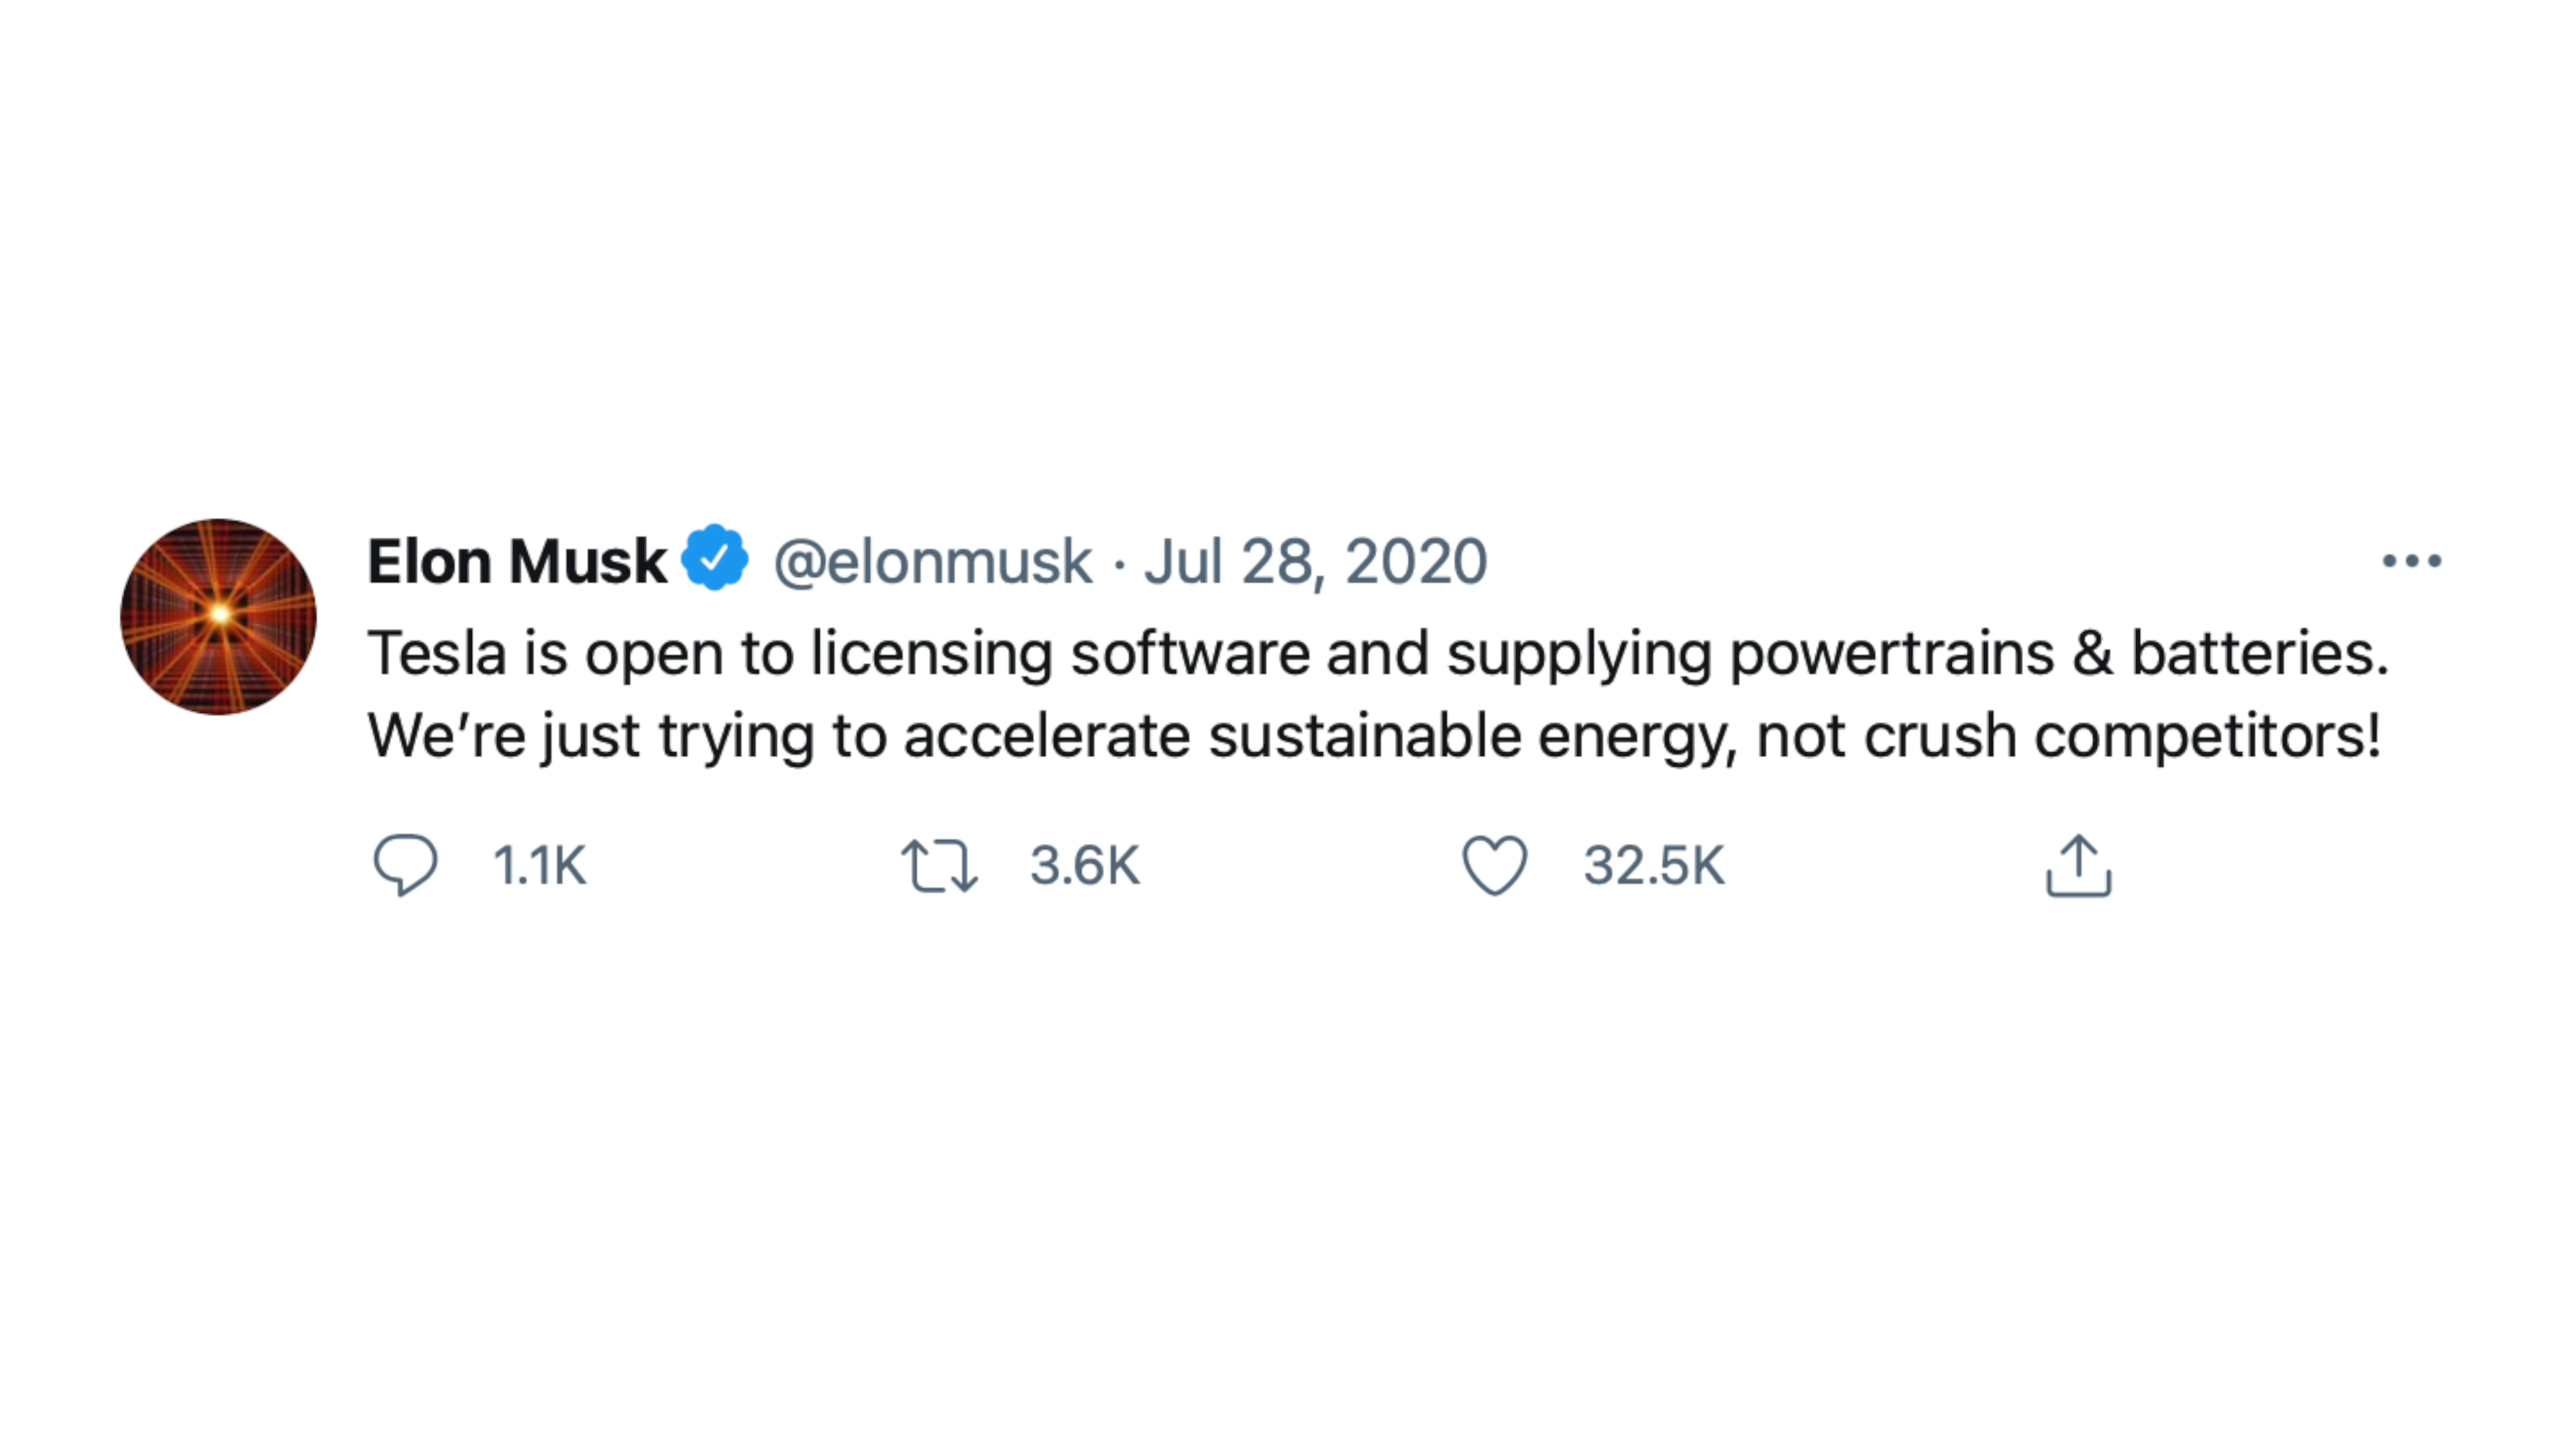 Elon Musk @elonmusk · Jul 28, 2020
Tesla is open to licensing software and supplying powertrains & batteries.
We’re just trying to accelerate sustainable energy, not crush competitors!
1.1K 3.6K 32.5K